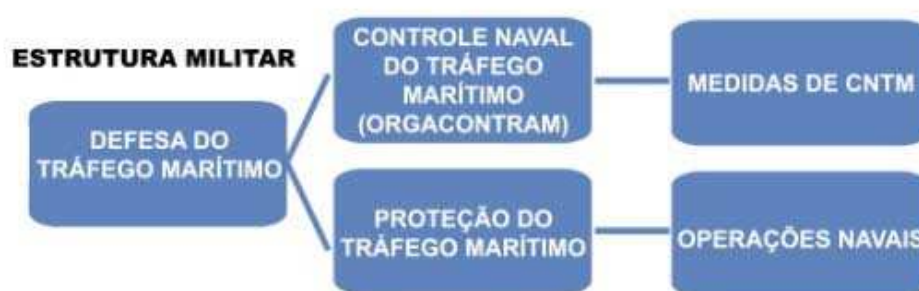 ESTRUTURA MILITAR
DEFESA DO
TRÁFEGO MARÍTIMO
CONTROLE NAVAL
DO TRÁFEGO
MARÍTIMO
(ORGACONTRAM)
MEDIDAS DE CNTM
PROTEÇÃO DO
TRÁFEGO MARÍTIMO
OPERAÇÕES NAVAIS